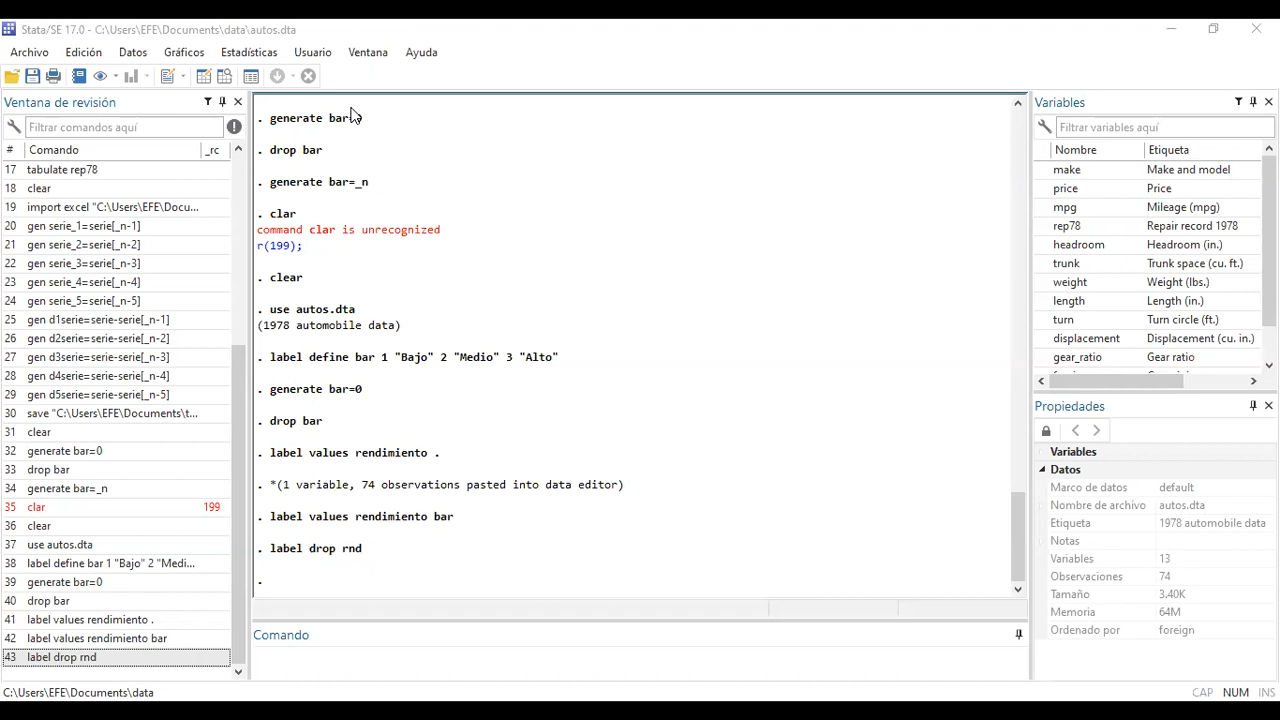 Stata/SE 17.0 - C:\Users\EFE\Documents\data\autos.dta
Archivo Edición Datos Gráficos Estadísticas Usuario Ventana Ayuda
Ventana de revisión
Filtrar comandos aquí
# Comando _rc
17 tabulate rep78
18 clear
19 import excel "C:\Users\EFE\Docu...
20 gen serie_1=serie[_n-1]
21 gen serie_2=serie[_n-2]
22 gen serie_3=serie[_n-3]
23 gen serie_4=serie[_n-4]
24 gen serie_5=serie[_n-5]
25 gen d1serie=serie-serie[_n-1]
26 gen d2serie=serie-serie[_n-2]
27 gen d3serie=serie-serie[_n-3]
28 gen d4serie=serie-serie[_n-4]
29 gen d5serie=serie-serie[_n-5]
30 save "C:\Users\EFE\Documents\t...
31 clear
32 generate bar=0
33 drop bar
34 generate bar=_n
35 clar 199
36 clear
37 use autos.dta
38 label define bar 1 "Bajo" 2 "Medi...
39 generate bar=0
40 drop bar
41 label values rendimiento .
42 label values rendimiento bar
43 label drop rnd
. generate bar
. drop bar
. generate bar=_n
. clar
command clar is unrecognized
r(199);
. clear
. use autos.dta
(1978 automobile data)
. label define bar 1 "Bajo" 2 "Medio" 3 "Alto"
. generate bar=0
. drop bar
. label values rendimiento .
. *(1 variable, 74 observations pasted into data editor)
. label values rendimiento bar
. label drop rnd
.
Comando
Variables
Filtrar variables aquí
Nombre Etiqueta
make Make and model
price Price
mpg Mileage (mpg)
rep78 Repair record 1978
headroom Headroom (in.)
trunk Trunk space (cu. ft.)
weight Weight (lbs.)
length Length (in.)
turn Turn circle (ft.)
displacement Displacement (cu. in.)
gear_ratio Gear ratio
Propiedades
Variables
Datos
Marco de datos default
Nombre de archivo autos.dta
Etiqueta 1978 automobile data
Notas
Variables 13
Observaciones 74
Tamaño 3.40K
Memoria 64M
Ordenado por foreign
C:\Users\EFE\Documents\data
CAP NUM INS